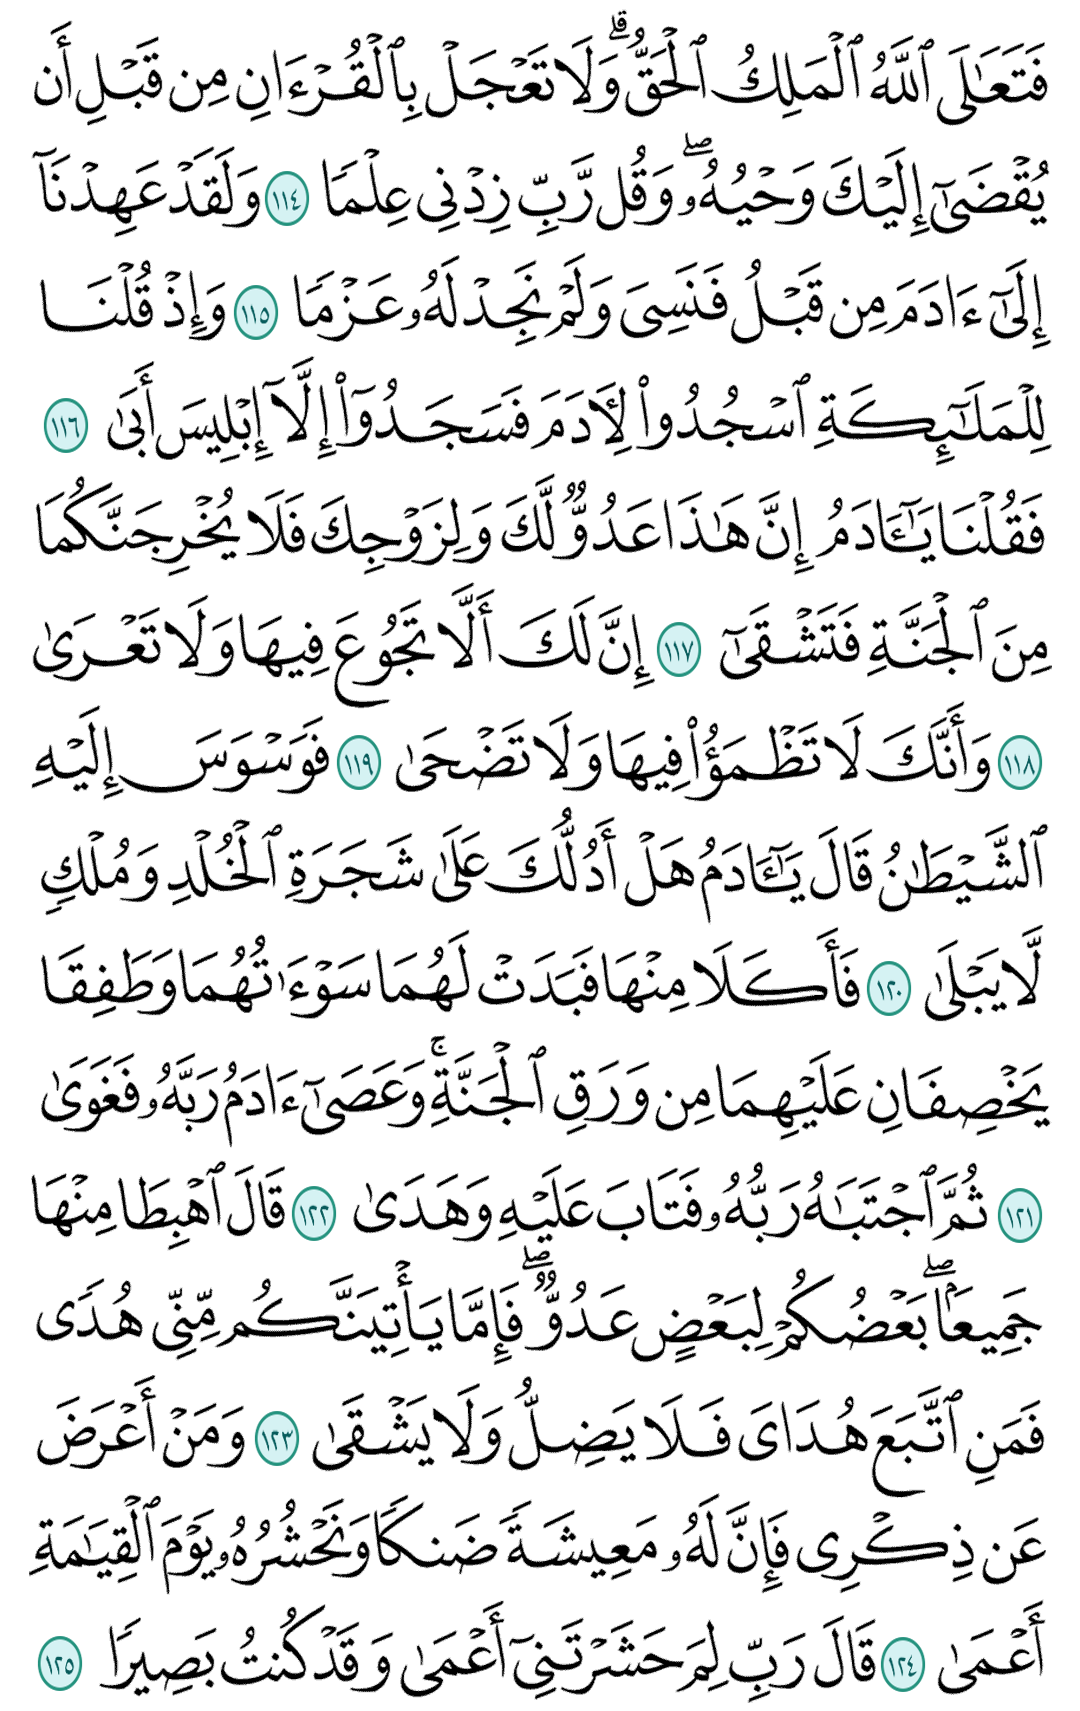 فَتَعَٰلَى ٱللَّهُ ٱلْمَلِكُ ٱلْحَقُّ ۗ وَلَا تَعْجَلْ بِٱلْقُرْءَانِ مِن قَبْلِ أَن
يُقْضَىٰٓ إِلَيْكَ وَحْيُهُۥ ۖ وَقُل رَّبِّ زِدْنِى عِلْمًا ١١٤ وَلَقَدْ عَهِدْنَآ
إِلَىٰٓ ءَادَمَ مِن قَبْلُ فَنَسِىَ وَلَمْ نَجِدْ لَهُۥ عَزْمًا ١١٥ وَإِذْ قُلْنَا
لِلْمَلَٰٓئِكَةِ ٱسْجُدُوا۟ لِءَادَمَ فَسَجَدُوٓا۟ إِلَّآ إِبْلِيسَ أَبَىٰ ١١٦
فَقُلْنَا يَٰٓـَٔادَمُ إِنَّ هَٰذَا عَدُوٌّ لَّكَ وَلِزَوْجِكَ فَلَا يُخْرِجَنَّكُمَا
مِنَ ٱلْجَنَّةِ فَتَشْقَىٰٓ ١١٧ إِنَّ لَكَ أَلَّا تَجُوعَ فِيهَا وَلَا تَعْرَىٰ
١١٨ وَأَنَّكَ لَا تَظْمَؤُا۟ فِيهَا وَلَا تَضْحَىٰ ١١٩ فَوَسْوَسَ إِلَيْهِ
ٱلشَّيْطَٰنُ قَالَ يَٰٓـَٔادَمُ هَلْ أَدُلُّكَ عَلَىٰ شَجَرَةِ ٱلْخُلْدِ وَمُلْكٍ
لَّا يَبْلَىٰ ١٢٠ فَأَكَلَا مِنْهَا فَبَدَتْ لَهُمَا سَوْءَٰتُهُمَا وَطَفِقَا
يَخْصِفَانِ عَلَيْهِمَا مِن وَرَقِ ٱلْجَنَّةِ ۚ وَعَصَىٰٓ ءَادَمُ رَبَّهُۥ فَغَوَىٰ
١٢١ ثُمَّ ٱجْتَبَٰهُ رَبُّهُۥ فَتَابَ عَلَيْهِ وَهَدَىٰ ١٢٢ قَالَ ٱهْبِطَا مِنْهَا
جَمِيعًۢا ۖ بَعْضُكُمْ لِبَعْضٍ عَدُوٌّ ۖ فَإِمَّا يَأْتِيَنَّكُم مِّنِّى هُدًى
فَمَنِ ٱتَّبَعَ هُدَاىَ فَلَا يَضِلُّ وَلَا يَشْقَىٰ ١٢٣ وَمَنْ أَعْرَضَ
عَن ذِكْرِى فَإِنَّ لَهُۥ مَعِيشَةً ضَنكًا وَنَحْشُرُهُۥ يَوْمَ ٱلْقِيَٰمَةِ
أَعْمَىٰ ١٢٤ قَالَ رَبِّ لِمَ حَشَرْتَنِىٓ أَعْمَىٰ وَقَدْ كُنتُ بَصِيرًا ١٢٥